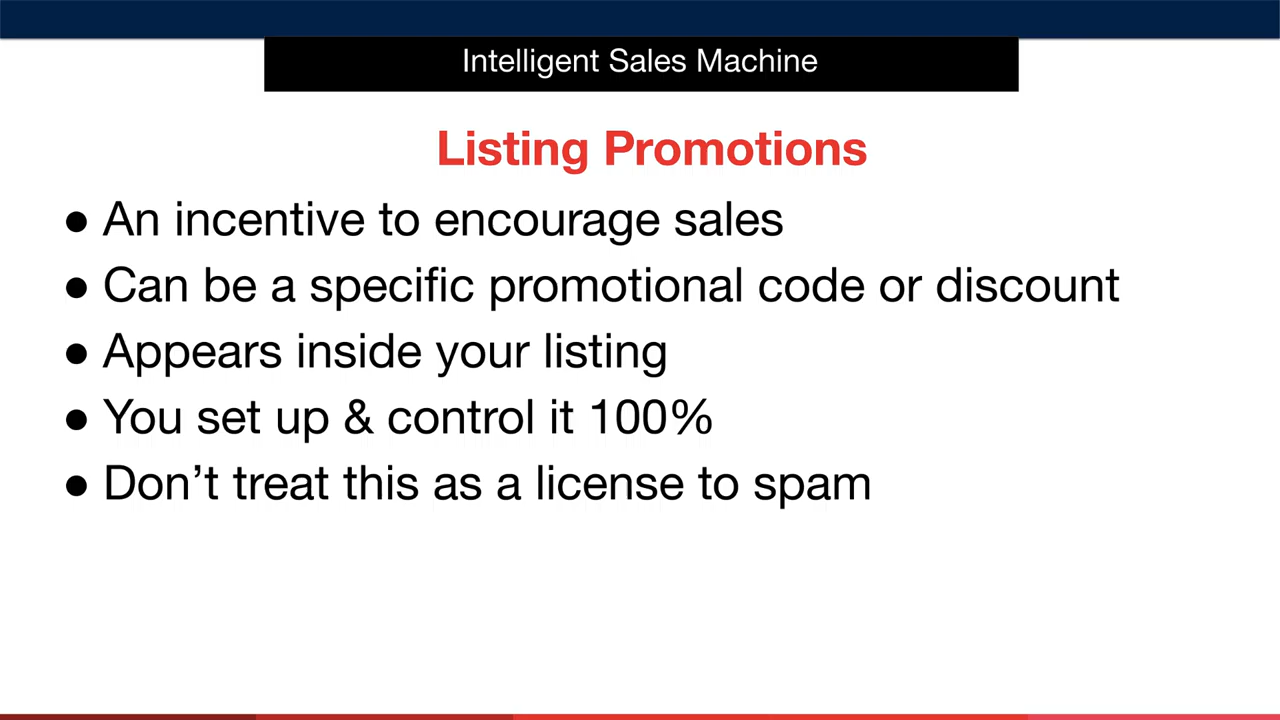 Intelligent Sales Machine
Listing Promotions
● An incentive to encourage sales
● Can be a specific promotional code or discount
● Appears inside your listing
● You set up & control it 100%
● Don’t treat this as a license to spam